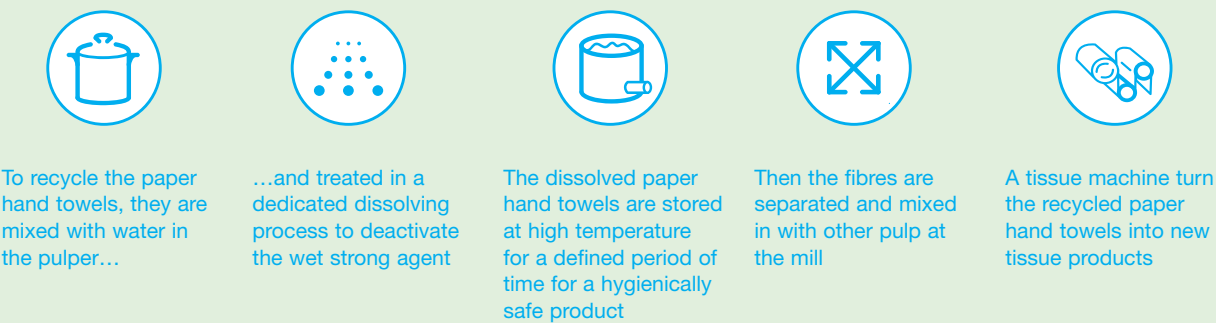 To recycle the paper
hand towels, they are
mixed with water in
the pulper…
…and treated in a
dedicated dissolving
process to deactivate
the wet strong agent
The dissolved paper
hand towels are stored
at high temperature
for a defined period of
time for a hygienically
safe product
Then the fibres are
separated and mixed
in with other pulp at
the mill
A tissue machine turn
the recycled paper
hand towels into new
tissue products